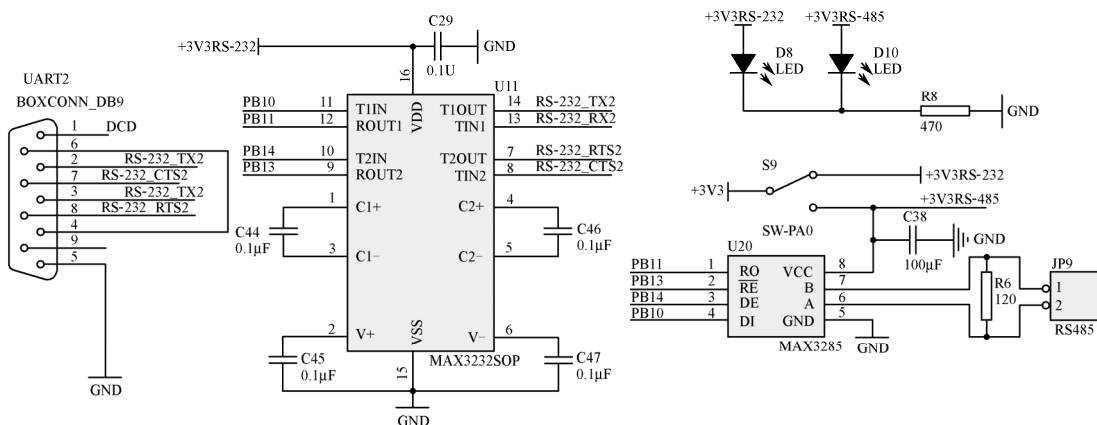 UART2
BOXCONN_DB9
1 DCD
6
2 RS-232_TX2
7 RS-232_CTS2
3 RS-232_TX2
8 RS-232 RTS2
4
9
5
GND
+3V3RS-232
C29
0.1U
GND
16
U11
PB10 11 T1IN VDD T1OUT 14 RS-232_TX2
PB11 12 ROUT1 TIN1 13 RS-232_RX2
PB14 10 T2IN T2OUT 7 RS-232_RTS2
PB13 9 ROUT2 TIN2 8 RS-232_CTS2
1 C1+ C2+ 4
C44
0.1μF
C46
0.1μF
3 C1− C2− 5
2 V+ VSS V− 6
MAX3232SOP
C45
0.1μF
15
C47
0.1μF
GND
+3V3RS-232 +3V3RS-485
D8
LED
D10
LED
R8
470
GND
S9
+3V3
+3V3RS-232
+3V3RS-485
SW-PA0
C38
100μF
GND
U20
PB11 1 RO VCC 8
PB13 2 RE B 7
PB14 3 DE A 6
PB10 4 DI GND 5
MAX3285
GND
R6
120
JP9
1
2
RS485